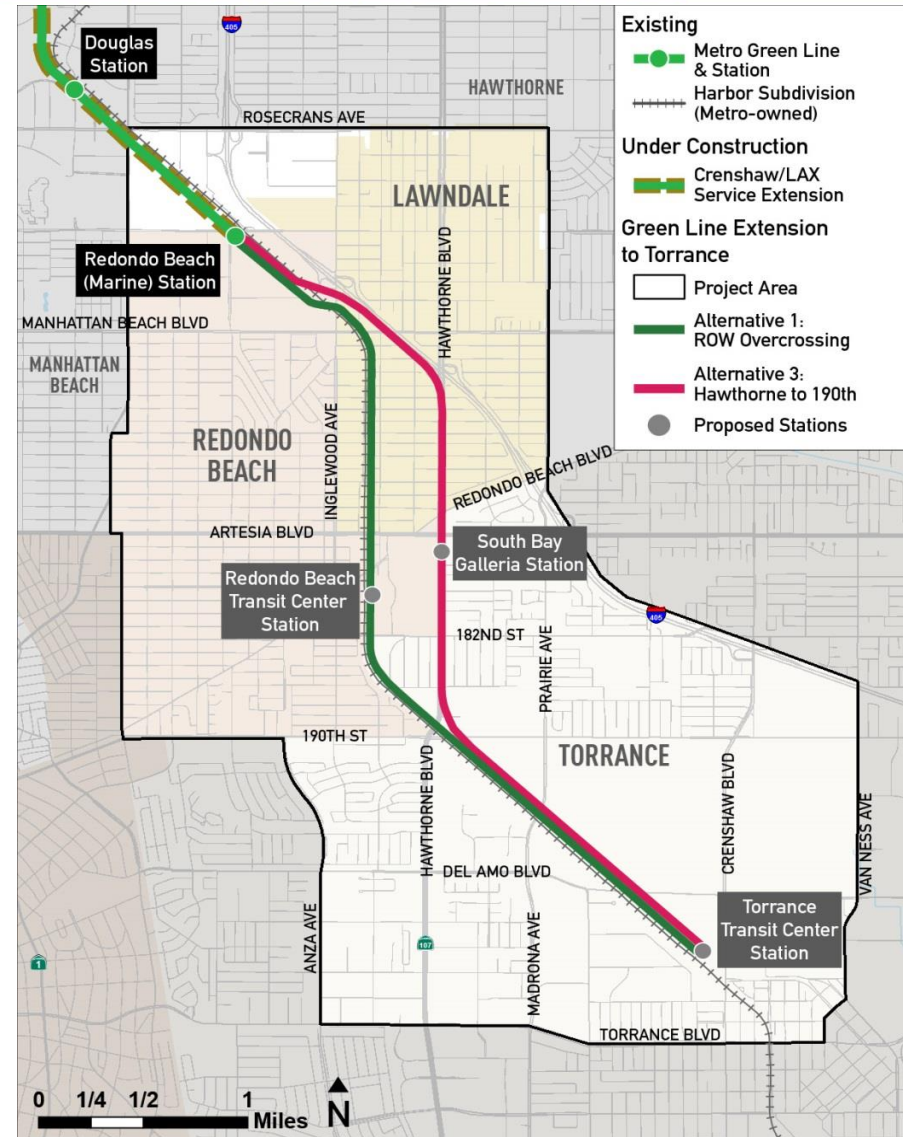 Douglas
Station
405
HAWTHORNE
ROSECRANS AVE
LAWNDALE
HAWTHORNE BLVD
Redondo Beach
(Marine) Station
MANHATTAN BEACH BLVD
MANHATTAN
BEACH
REDONDO
BEACH
INGLEWOOD AVE
REDONDO BEACH BLVD
ARTESIA BLVD
South Bay
Galleria Station
Redondo Beach
Transit Center
Station
405
182ND ST
PRAIRIE AVE
190TH ST
TORRANCE
HAWTHORNE BLVD
CRENSHAW BLVD
VAN NESS AVE
DEL AMO BLVD
Torrance
Transit Center
Station
ANZA AVE
107
MADRONA AVE
1
TORRANCE BLVD
0 1/4 1/2 1
Miles
N
Existing
Metro Green Line
& Station
Harbor Subdivision
(Metro-owned)
Under Construction
Crenshaw/LAX
Service Extension
Green Line Extension
to Torrance
Project Area
Alternative 1:
ROW Overcrossing
Alternative 3:
Hawthorne to 190th
Proposed Stations